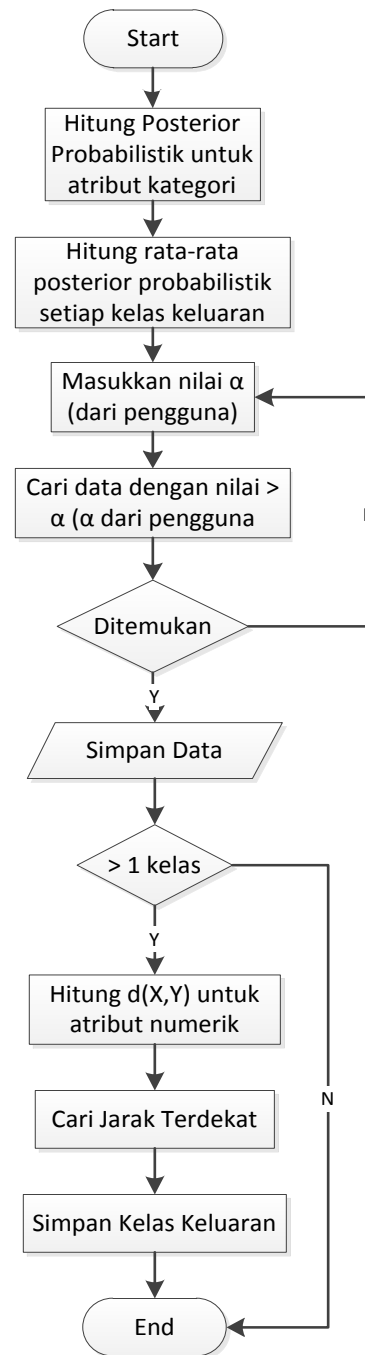 Start
Hitung Posterior
Probabilistik untuk
atribut kategori
Hitung rata-rata
posterior probabilistik
setiap kelas keluaran
Masukkan nilai α
(dari pengguna)
Cari data dengan nilai >
α (α dari pengguna
Ditemukan
Y
Simpan Data
> 1 kelas
Y
Hitung d(X,Y) untuk
atribut numerik
N
Cari Jarak Terdekat
Simpan Kelas Keluaran
End